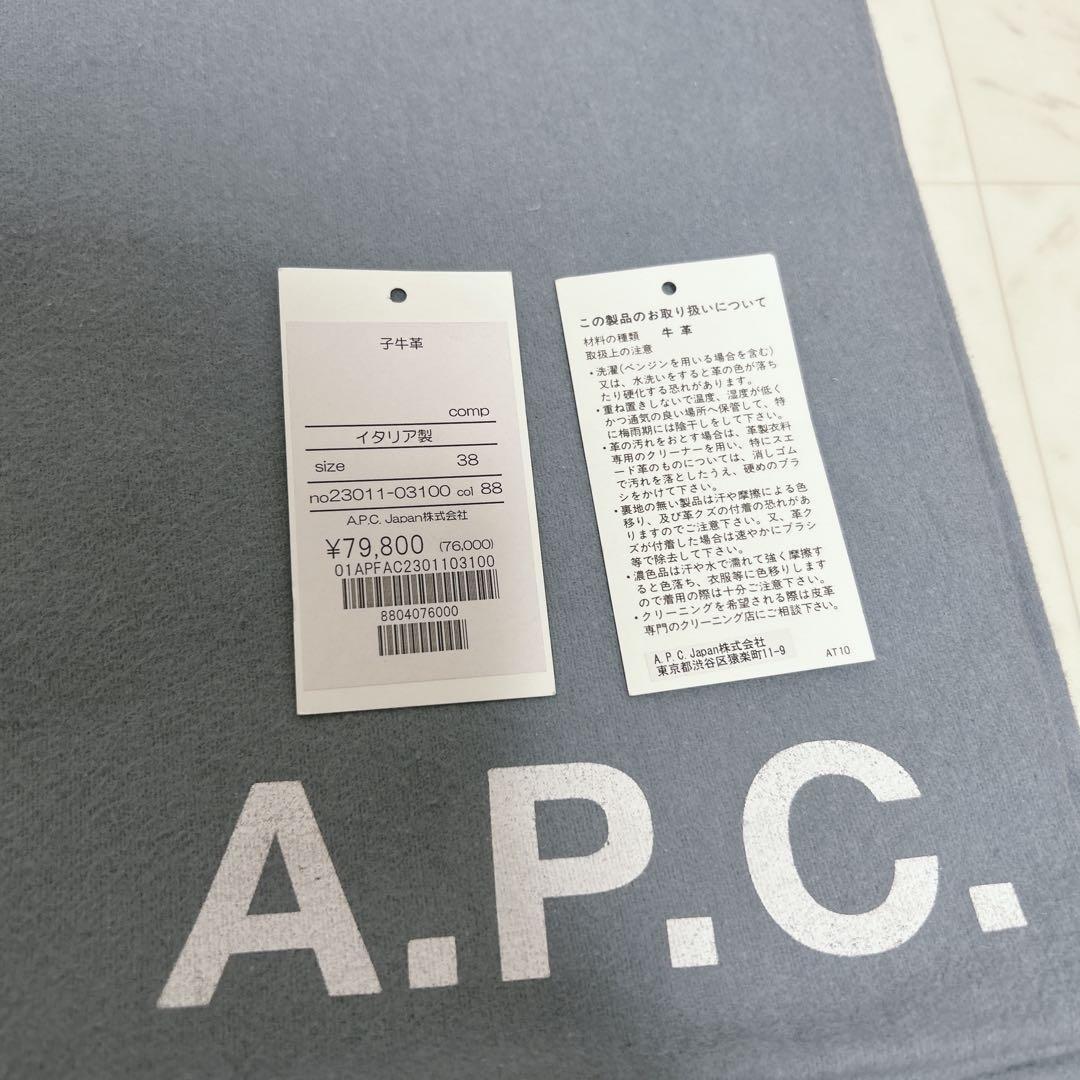 子牛革
comp
イタリア製
size 38
no23011-03100 col 88
A.P.C. Japan株式会社
¥79,800 (76,000)
01APFAC2301103100
8804076000
この製品のお取り扱いについて
材料の種類 牛革
取扱上の注意
・洗濯(ベンジンを用いる場合を含む)
又は、水洗いをすると革の色が落ち
たり硬化する恐れがあります。
・重ね置きしないで温度、湿度が低く
かつ通気の良い場所へ保管して、特
に梅雨期には陰干しをして下さい。
・革の汚れをおとす場合は、革製衣料
専用のクリーナーを用い、特にスエ
ード革のものについては、消しゴム
で汚れを落としたうえ、硬めのブラ
シをかけて下さい。
・裏地の無い製品は汗や摩擦による色
移り、及び革クズの付着の恐れがあ
りますのでご注意下さい。又、革ク
ズが付着した場合は速やかにブラシ
等で除去して下さい。
・濃色品は汗や水で濡れて強く摩擦す
ると色落ち、衣服等に色移りします
ので着用の際は十分ご注意下さい。
・クリーニングを希望される際は皮革
専門のクリーニング店にご相談下さい。
A.P.C. Japan株式会社
東京都渋谷区猿楽町11-9
AT10
A.P.C.